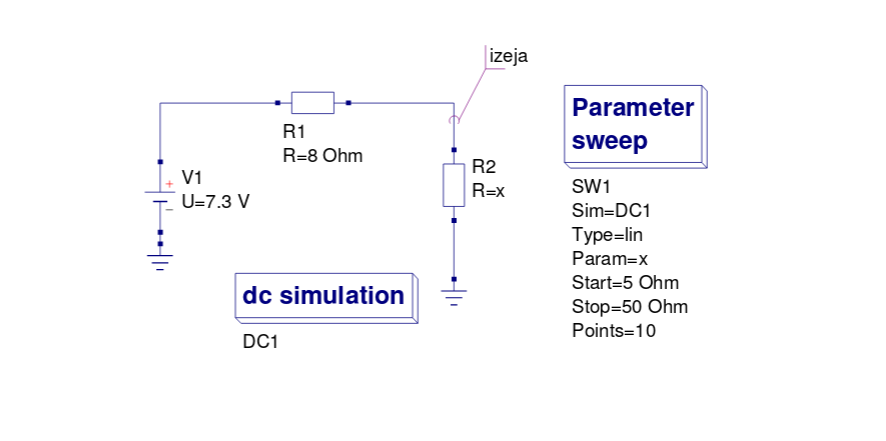 izeja
R1
R=8 Ohm
V1
U=7.3 V
+
_
R2
R=x
dc simulation
DC1
Parameter
sweep
SW1
Sim=DC1
Type=lin
Param=x
Start=5 Ohm
Stop=50 Ohm
Points=10